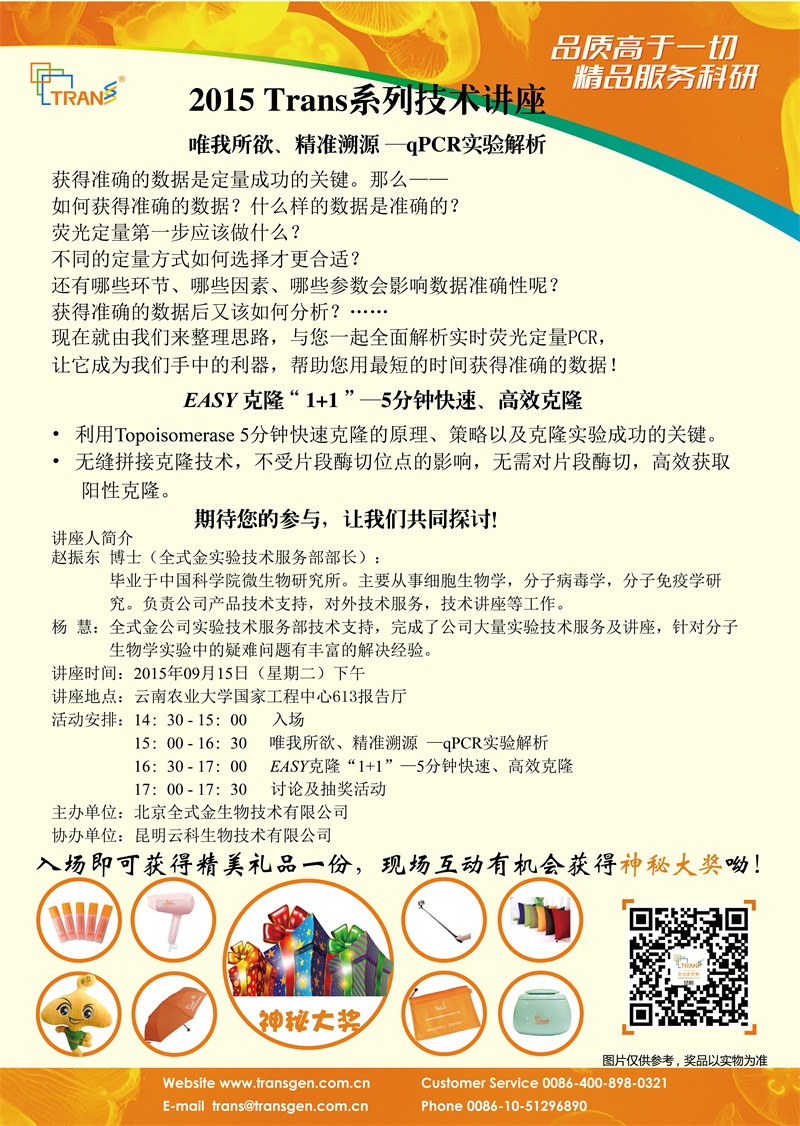 品质高于一切
精品服务科研
TRANS®
2015 Trans系列技术讲座
唯我所欲、精准溯源 —qPCR实验解析
获得准确的数据是定量成功的关键。那么——
如何获得准确的数据？什么样的数据是准确的？
荧光定量第一步应该做什么？
不同的定量方式如何选择才更合适？
还有哪些环节、哪些因素、哪些参数会影响数据准确性呢？
获得准确的数据后又该如何分析？……
现在就由我们来整理思路，与您一起全面解析实时荧光定量PCR，
让它成为我们手中的利器，帮助您用最短的时间获得准确的数据！
EASY 克隆“ 1+1 ”—5分钟快速、高效克隆
• 利用Topoisomerase 5分钟快速克隆的原理、策略以及克隆实验成功的关键。
• 无缝拼接克隆技术，不受片段酶切位点的影响，无需对片段酶切，高效获取
阳性克隆。
期待您的参与，让我们共同探讨!
讲座人简介
赵振东 博士（全式金实验技术服务部部长）：
毕业于中国科学院微生物研究所。主要从事细胞生物学，分子病毒学，分子免疫学研
究。负责公司产品技术支持，对外技术服务，技术讲座等工作。
杨 慧：全式金公司实验技术服务部技术支持，完成了公司大量实验技术服务及讲座，针对分子
生物学实验中的疑难问题有丰富的解决经验。
讲座时间：2015年09月15日（星期二）下午
讲座地点：云南农业大学国家工程中心613报告厅
活动安排：14：30 - 15：00 入场
15：00 - 16：30 唯我所欲、精准溯源 —qPCR实验解析
16：30 - 17：00 EASY克隆“1+1”—5分钟快速、高效克隆
17：00 - 17：30 讨论及抽奖活动
主办单位：北京全式金生物技术有限公司
协办单位：昆明云科生物技术有限公司
入场即可获得精美礼品一份，现场互动有机会获得神秘大奖呦！
神秘大奖
TRANS
图片仅供参考，奖品以实物为准
Website www.transgen.com.cn
Customer Service 0086-400-898-0321
E-mail trans@transgen.com.cn
Phone 0086-10-51296890